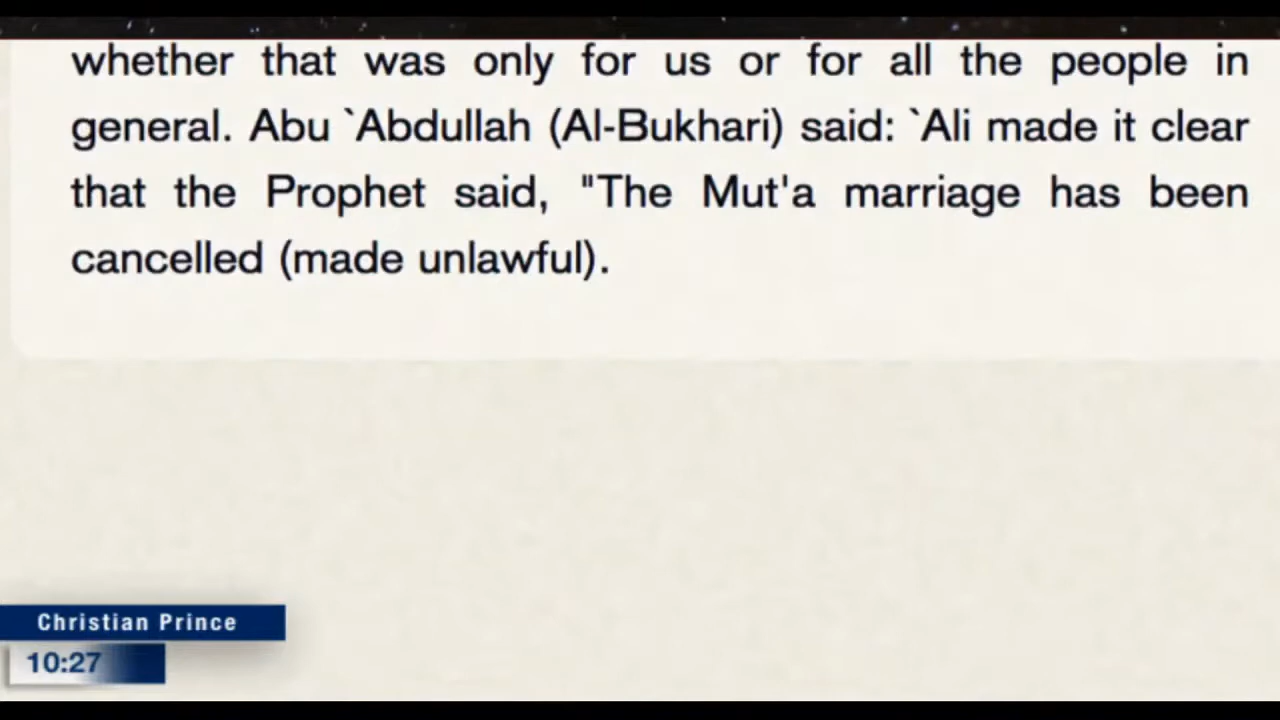 whether that was only for us or for all the people in
general. Abu `Abdullah (Al-Bukhari) said: `Ali made it clear
that the Prophet said, "The Mut'a marriage has been
cancelled (made unlawful).
Christian Prince
10:27